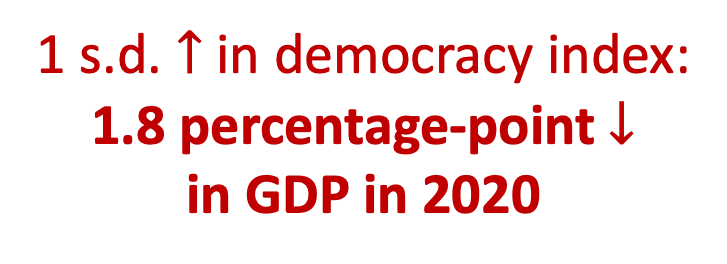 1 s.d. ↑ in democracy index:
1.8 percentage-point ↓
in GDP in 2020